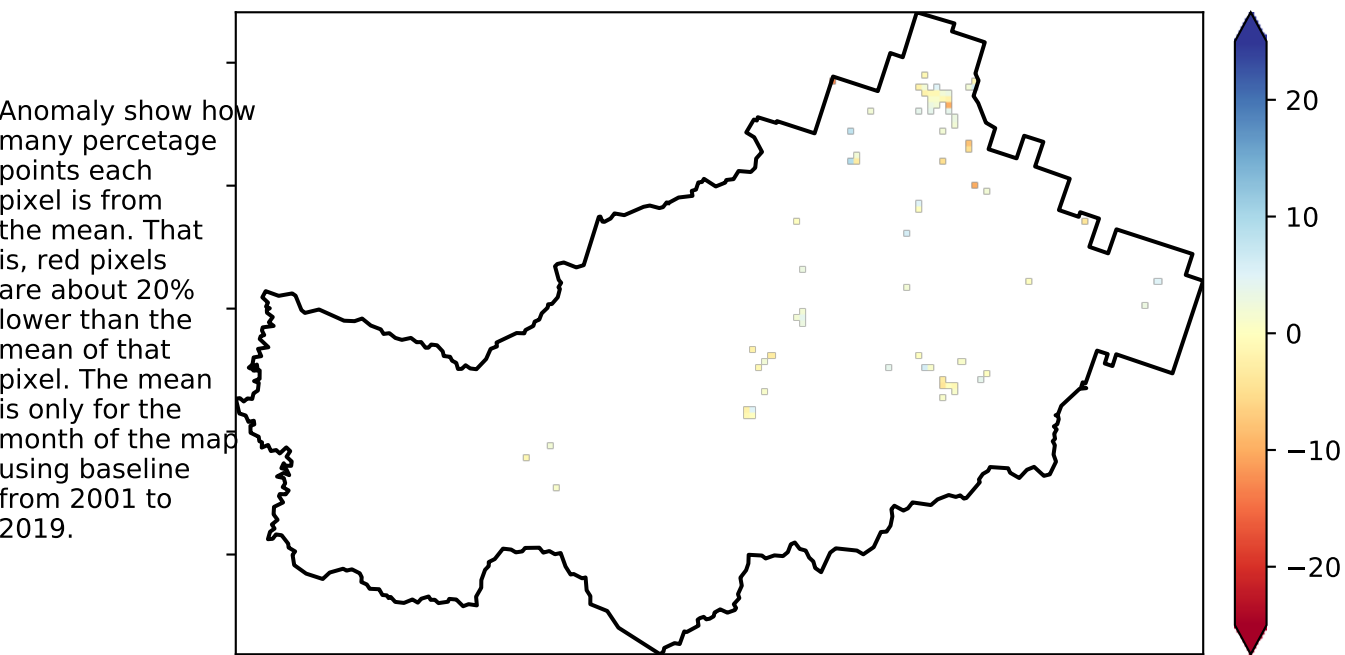 Anomaly show how
many percetage
points each
pixel is from
the mean. That
is, red pixels
are about 20%
lower than the
mean of that
pixel. The mean
is only for the
month of the map
using baseline
from 2001 to
2019.
20
10
0
−10
−20